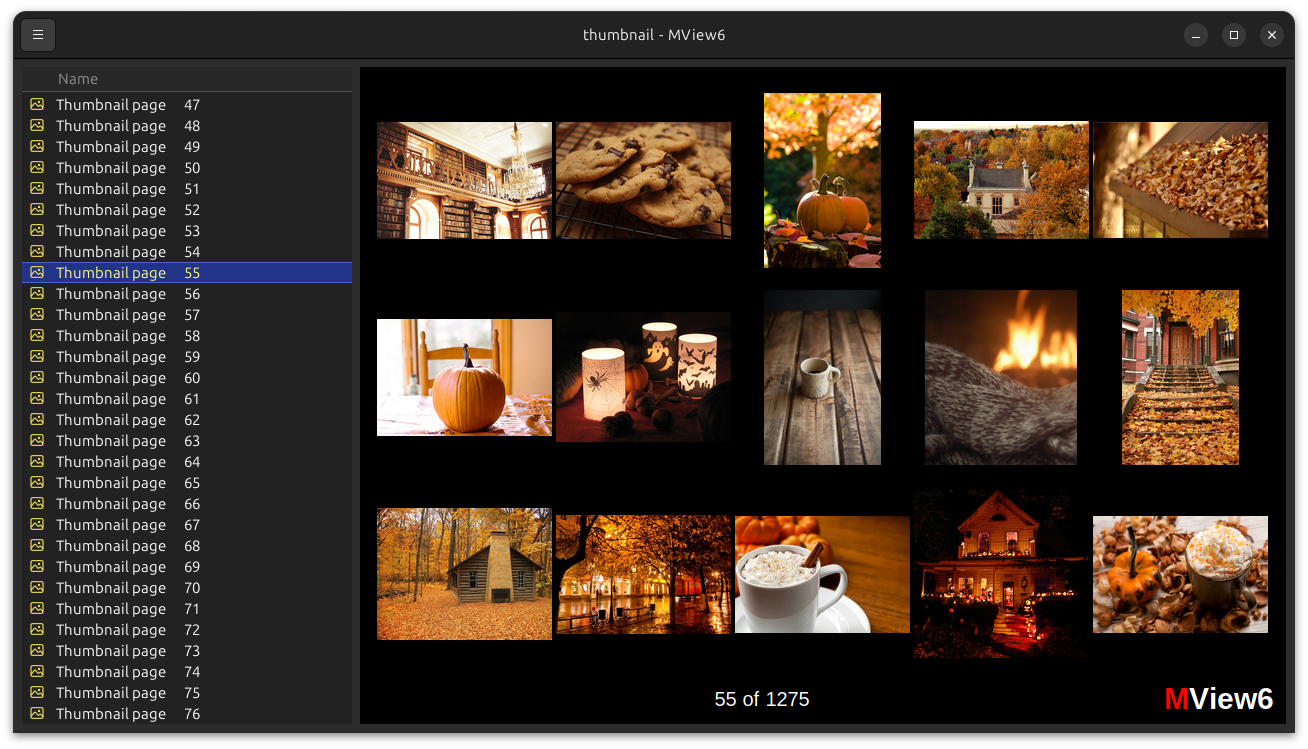 thumbnail - MView6
Name
Thumbnail page 47
Thumbnail page 48
Thumbnail page 49
Thumbnail page 50
Thumbnail page 51
Thumbnail page 52
Thumbnail page 53
Thumbnail page 54
Thumbnail page 55
Thumbnail page 56
Thumbnail page 57
Thumbnail page 58
Thumbnail page 59
Thumbnail page 60
Thumbnail page 61
Thumbnail page 62
Thumbnail page 63
Thumbnail page 64
Thumbnail page 65
Thumbnail page 66
Thumbnail page 67
Thumbnail page 68
Thumbnail page 69
Thumbnail page 70
Thumbnail page 71
Thumbnail page 72
Thumbnail page 73
Thumbnail page 74
Thumbnail page 75
Thumbnail page 76
55 of 1275
MView6